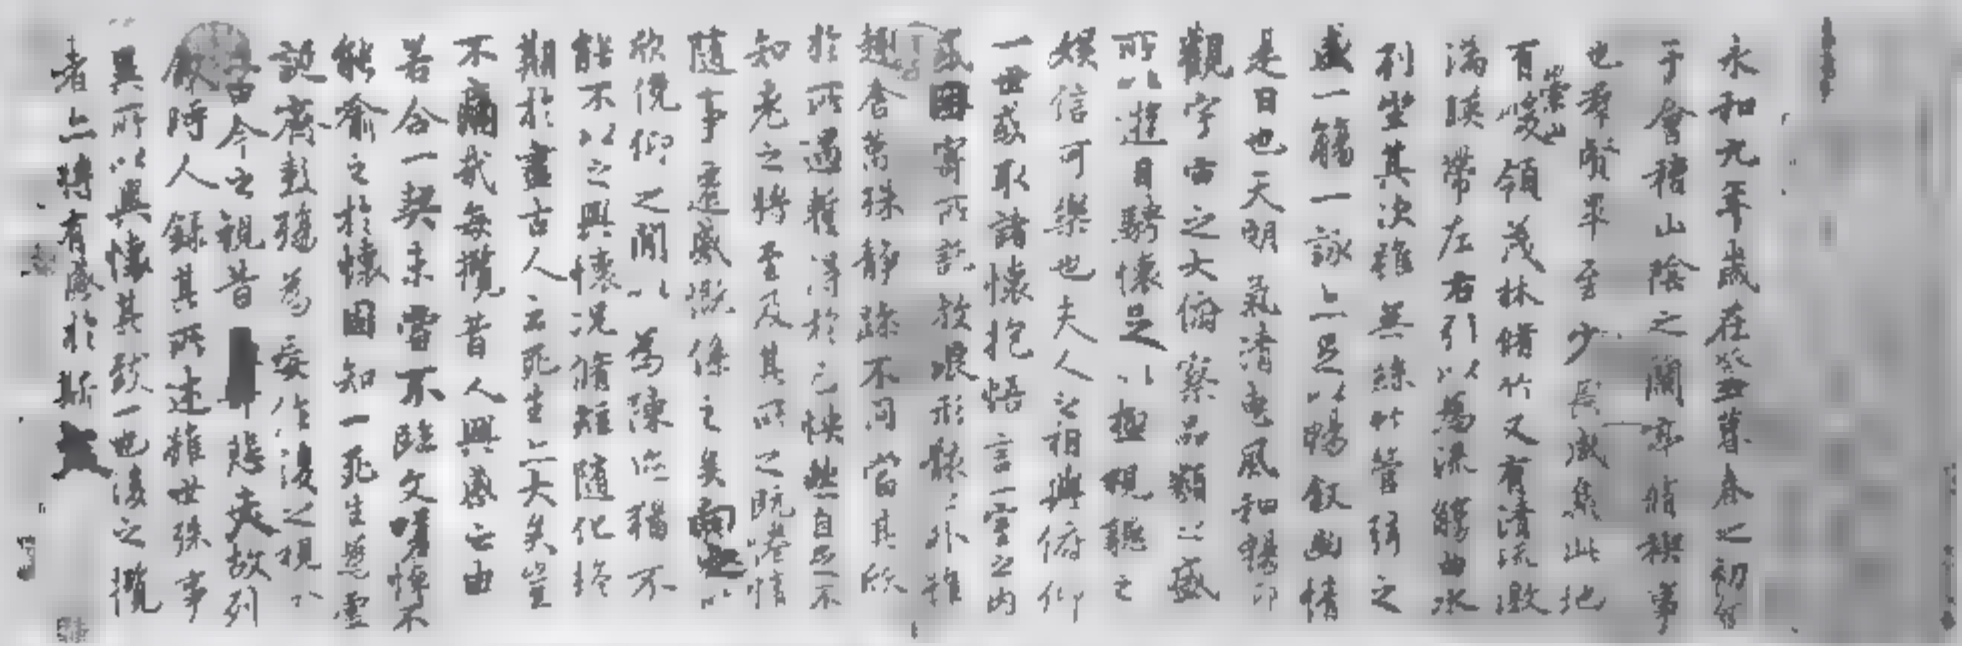 永和九年歲在癸丑暮春之初會
于會稽山陰之蘭亭脩稧事
也羣賢畢至少長咸集此地
有崇山峻領茂林脩竹又有清流激
湍暎帶左右引以為流觴曲水
列坐其次雖無絲竹管弦之
盛一觴一詠亦足以暢敘幽情
是日也天朗氣清惠風和暢仰
觀宇宙之大俯察品類之盛
所以遊目騁懷足以極視聽之
娛信可樂也夫人之相與俯仰
一世或取諸懷抱悟言一室之內
或因寄所託放浪形骸之外雖
趣舍萬殊靜躁不同當其欣
於所遇暫得於己怏然自足不
知老之將至及其所之既惓情
隨事遷感慨係之矣向之所
欣俛仰之閒以為陳迹猶不
能不以之興懷況脩短隨化終
期於盡古人云死生亦大矣豈
不痛哉每攬昔人興感之由
若合一契未嘗不臨文嗟悼不
能喻之於懷固知一死生為虛
誕齊彭殤為妄作後之視今
亦由今之視昔悲夫故列
敘時人錄其所述雖世殊事
異所以興懷其致一也後之攬
者亦將有感於斯文